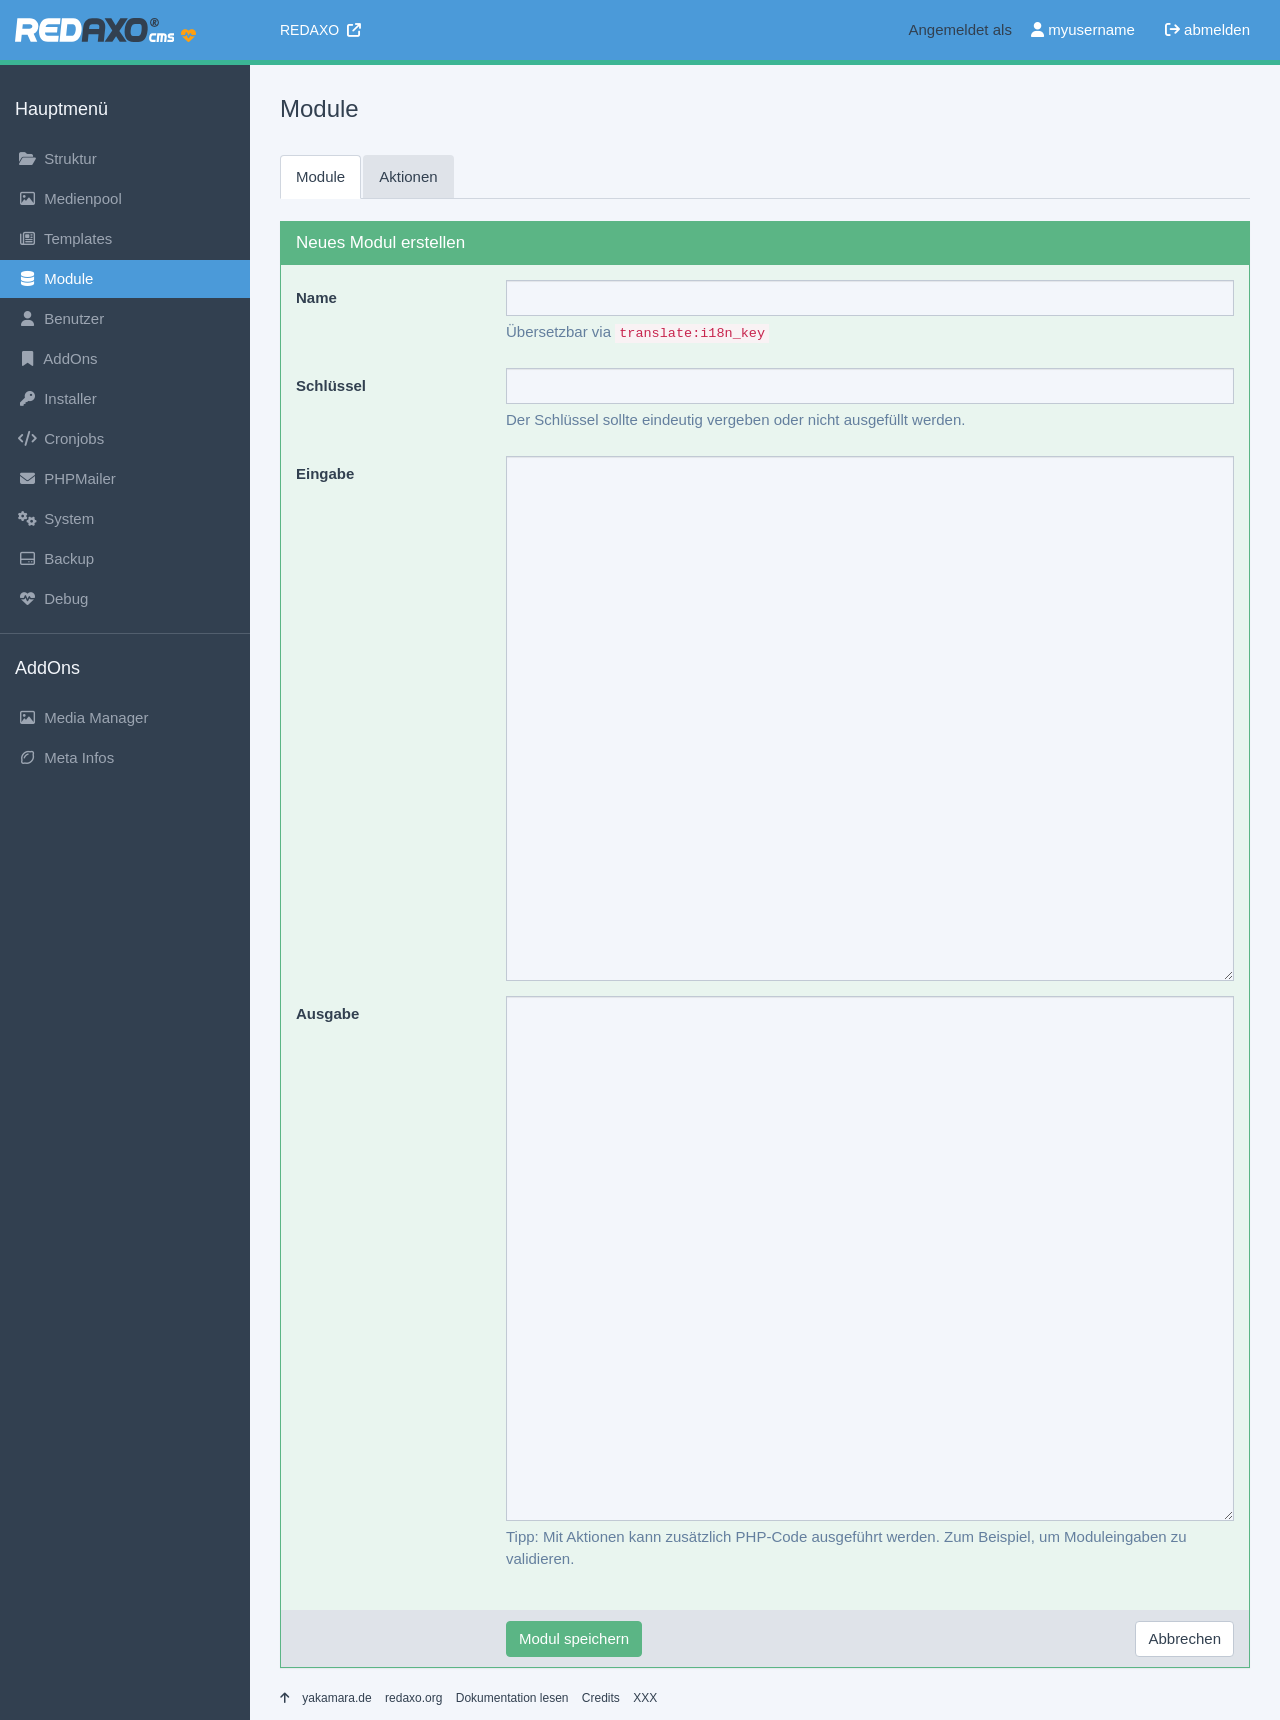 REDAXO® cms
REDAXO
Angemeldet als myusername abmelden
Hauptmenü
Struktur
Medienpool
Templates
Module
Benutzer
AddOns
Installer
Cronjobs
PHPMailer
System
Backup
Debug
AddOns
Media Manager
Meta Infos
Module
Module Aktionen
Neues Modul erstellen
Name
Übersetzbar via translate:i18n_key
Schlüssel
Der Schlüssel sollte eindeutig vergeben oder nicht ausgefüllt werden.
Eingabe
Ausgabe
Tipp: Mit Aktionen kann zusätzlich PHP-Code ausgeführt werden. Zum Beispiel, um Moduleingaben zu
validieren.
Modul speichern Abbrechen
yakamara.de redaxo.org Dokumentation lesen Credits XXX